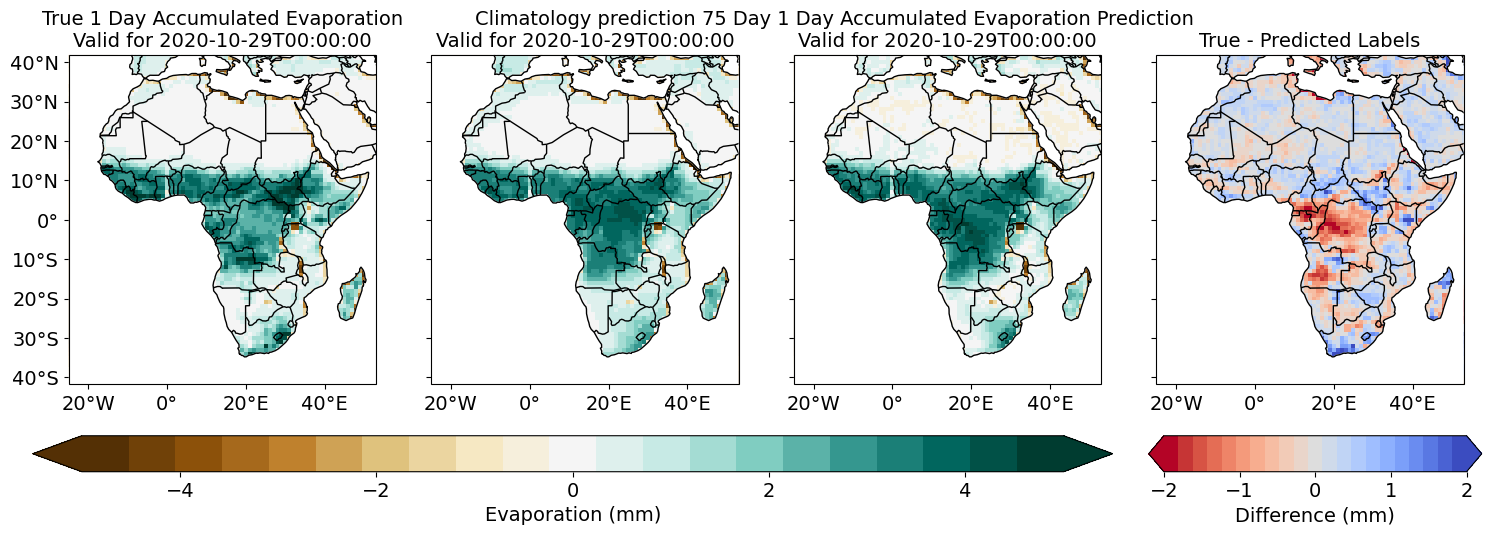 True 1 Day Accumulated Evaporation
Valid for 2020-10-29T00:00:00
Climatology prediction 75 Day 1 Day Accumulated Evaporation Prediction
Valid for 2020-10-29T00:00:00
Valid for 2020-10-29T00:00:00
True - Predicted Labels
40°N
30°N
20°N
10°N
0°
10°S
20°S
30°S
40°S
20°W 0° 20°E 40°E
20°W 0° 20°E 40°E
20°W 0° 20°E 40°E
20°W 0° 20°E 40°E
−4 −2 0 2 4
Evaporation (mm)
−2 −1 0 1 2
Difference (mm)